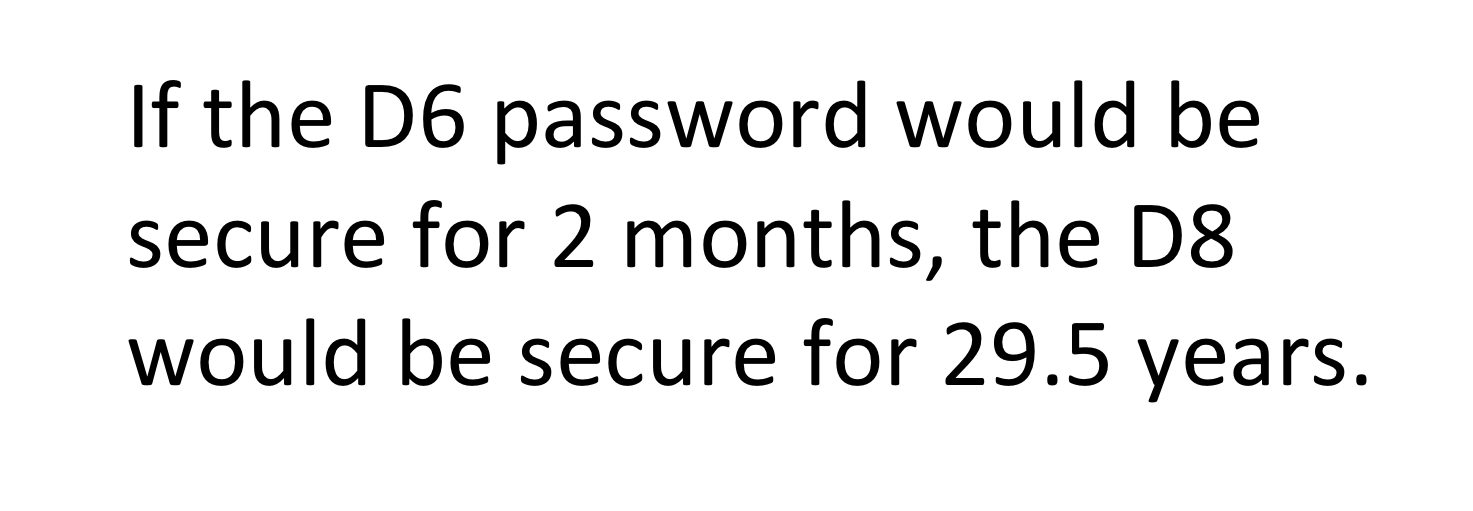 If the D6 password would be
secure for 2 months, the D8
would be secure for 29.5 years.